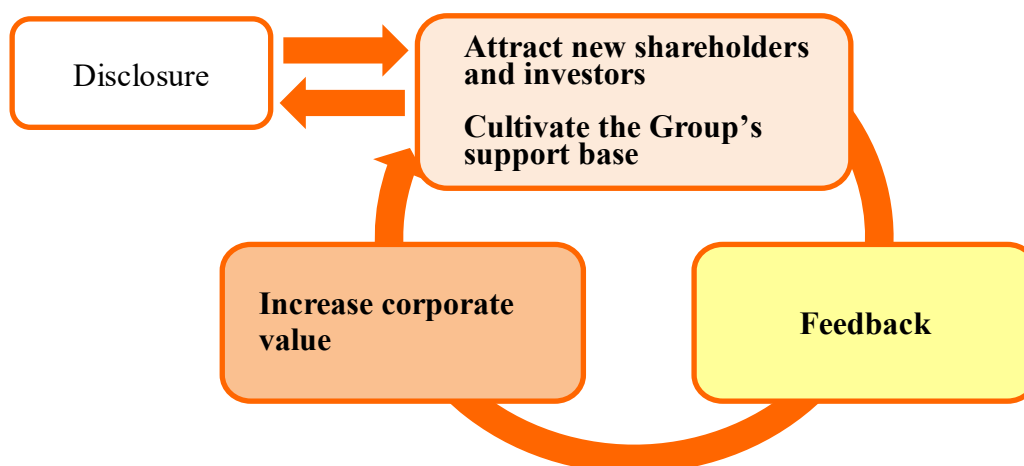 Disclosure
Attract new shareholders
and investors
Cultivate the Group’s
support base
Increase corporate
value
Feedback